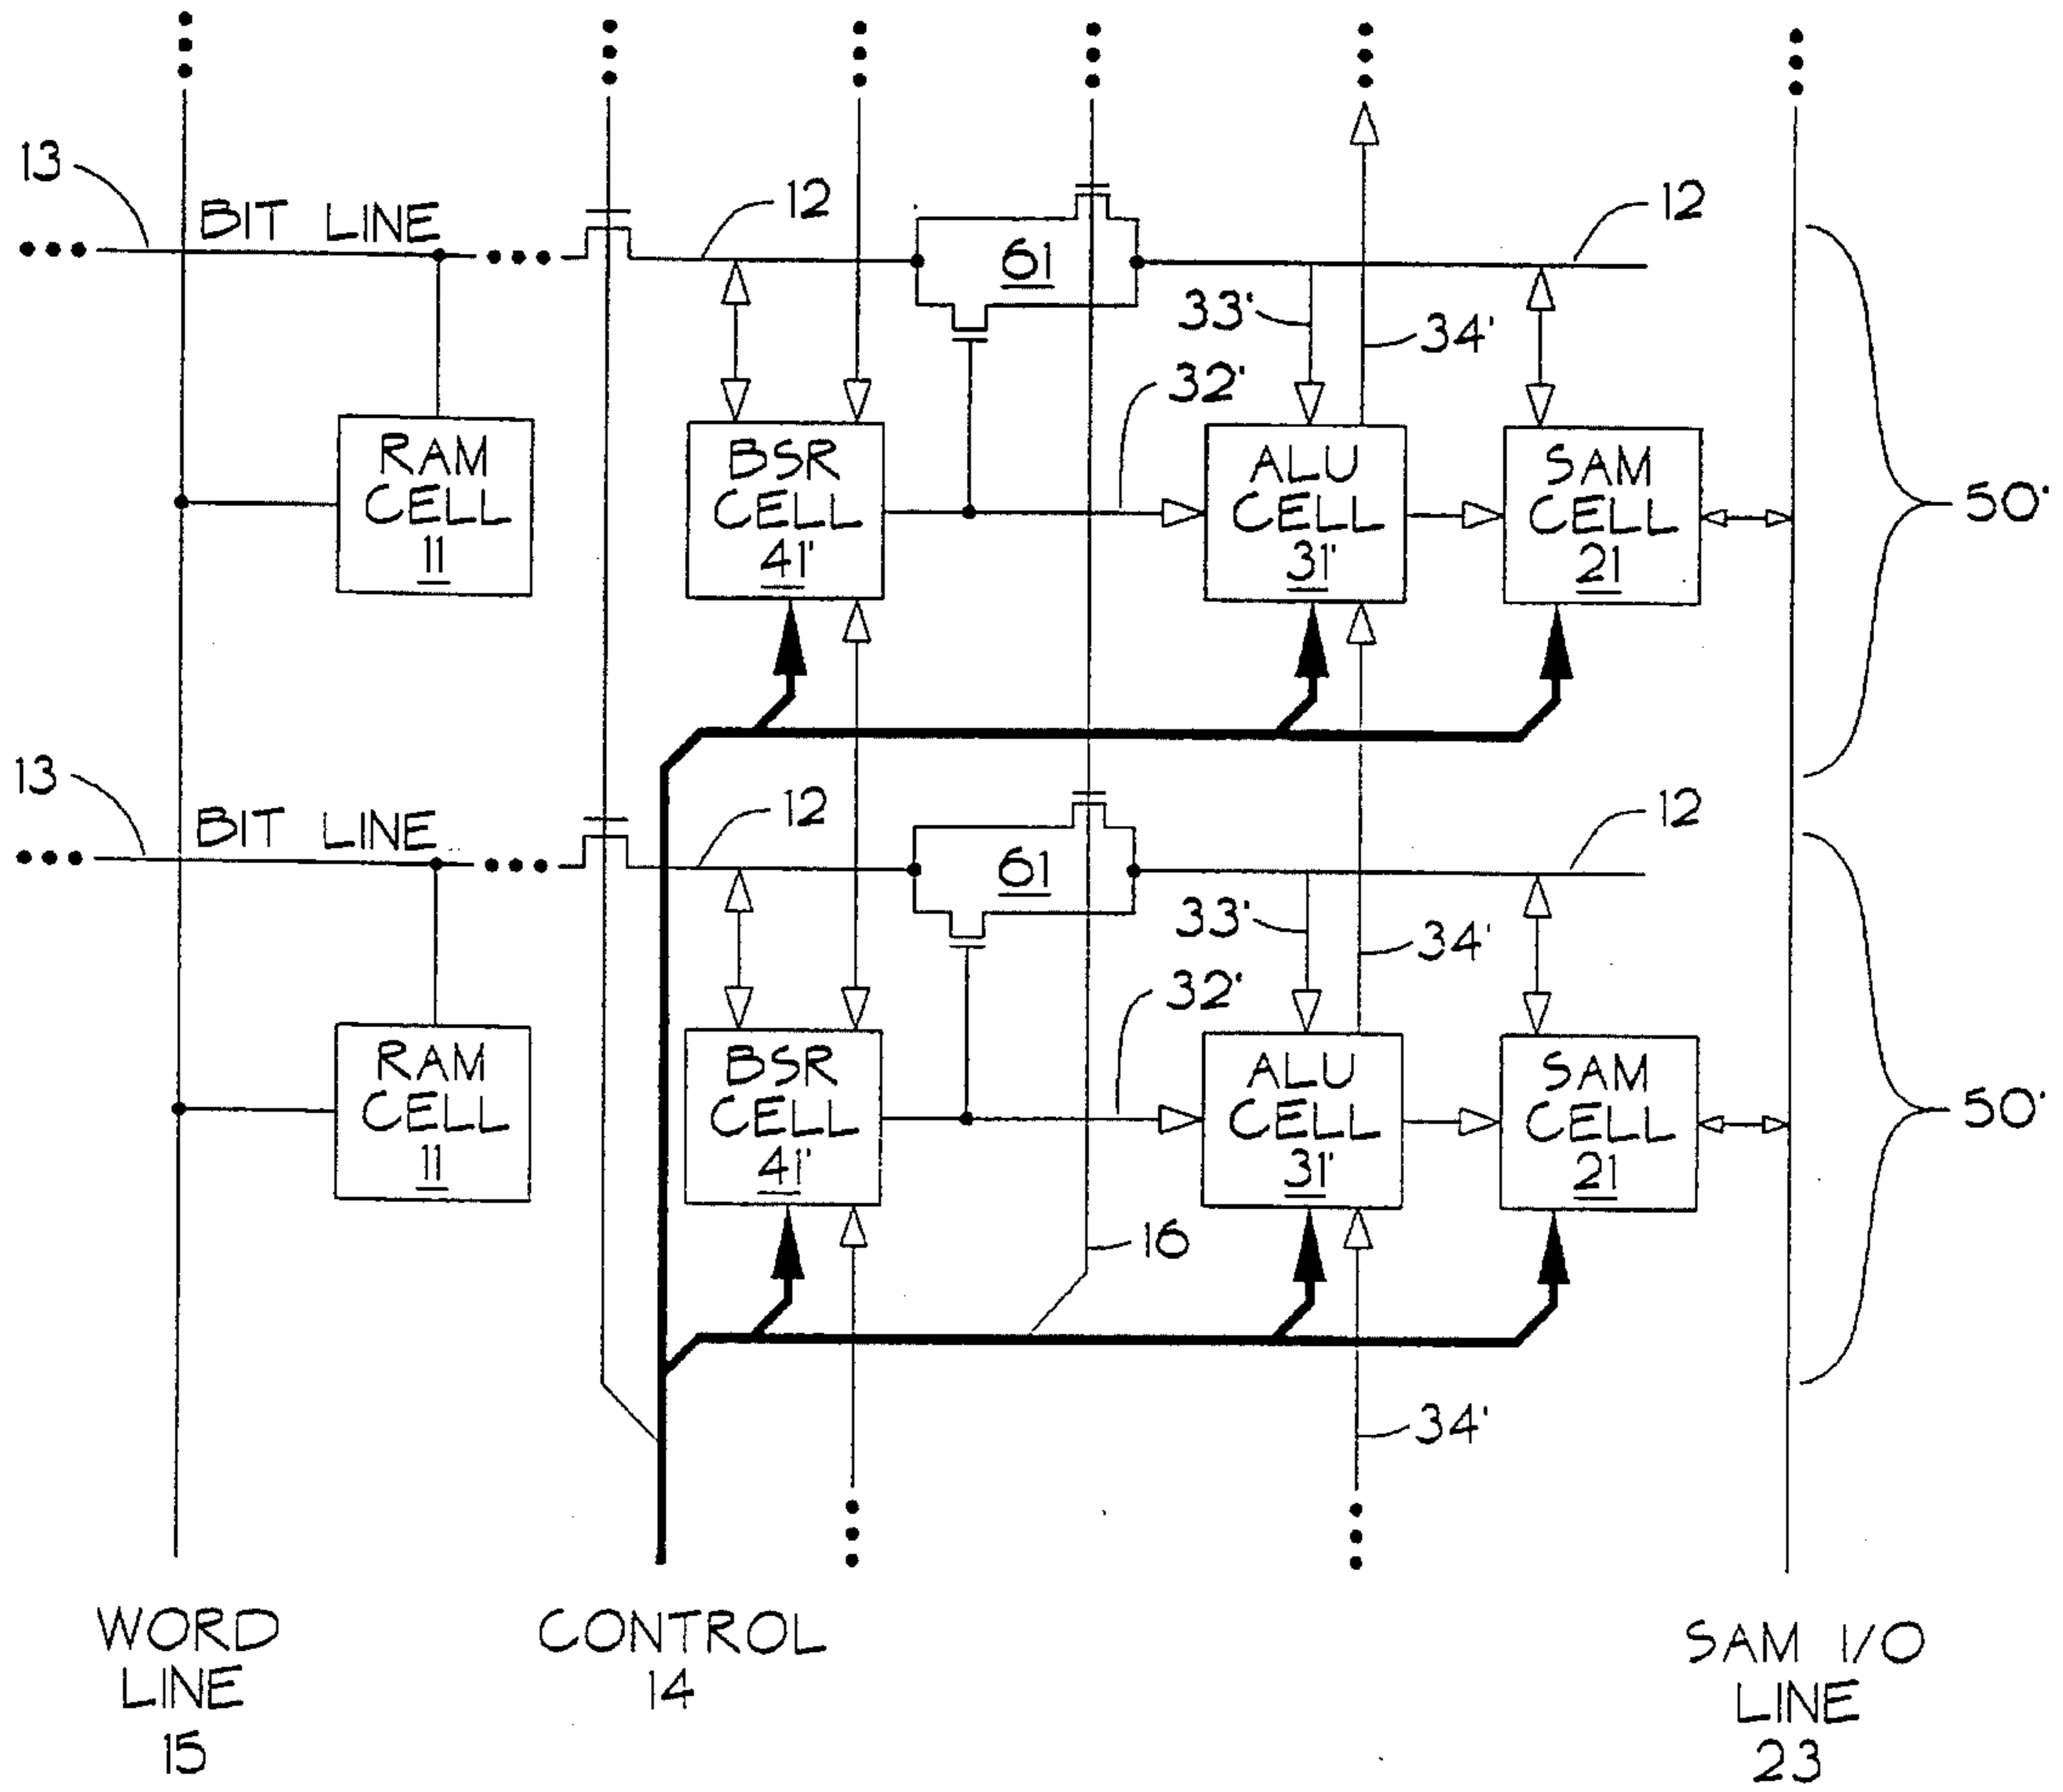 13
BIT LINE
12
61
12
33'
34'
32'
RAM
CELL
11
BSR
CELL
41'
ALU
CELL
31'
SAM
CELL
21
50'
13
BIT LINE
12
61
12
33'
34'
32'
RAM
CELL
11
BSR
CELL
41'
ALU
CELL
31'
SAM
CELL
21
50'
16
34'
WORD
LINE
15
CONTROL
14
SAM I/O
LINE
23